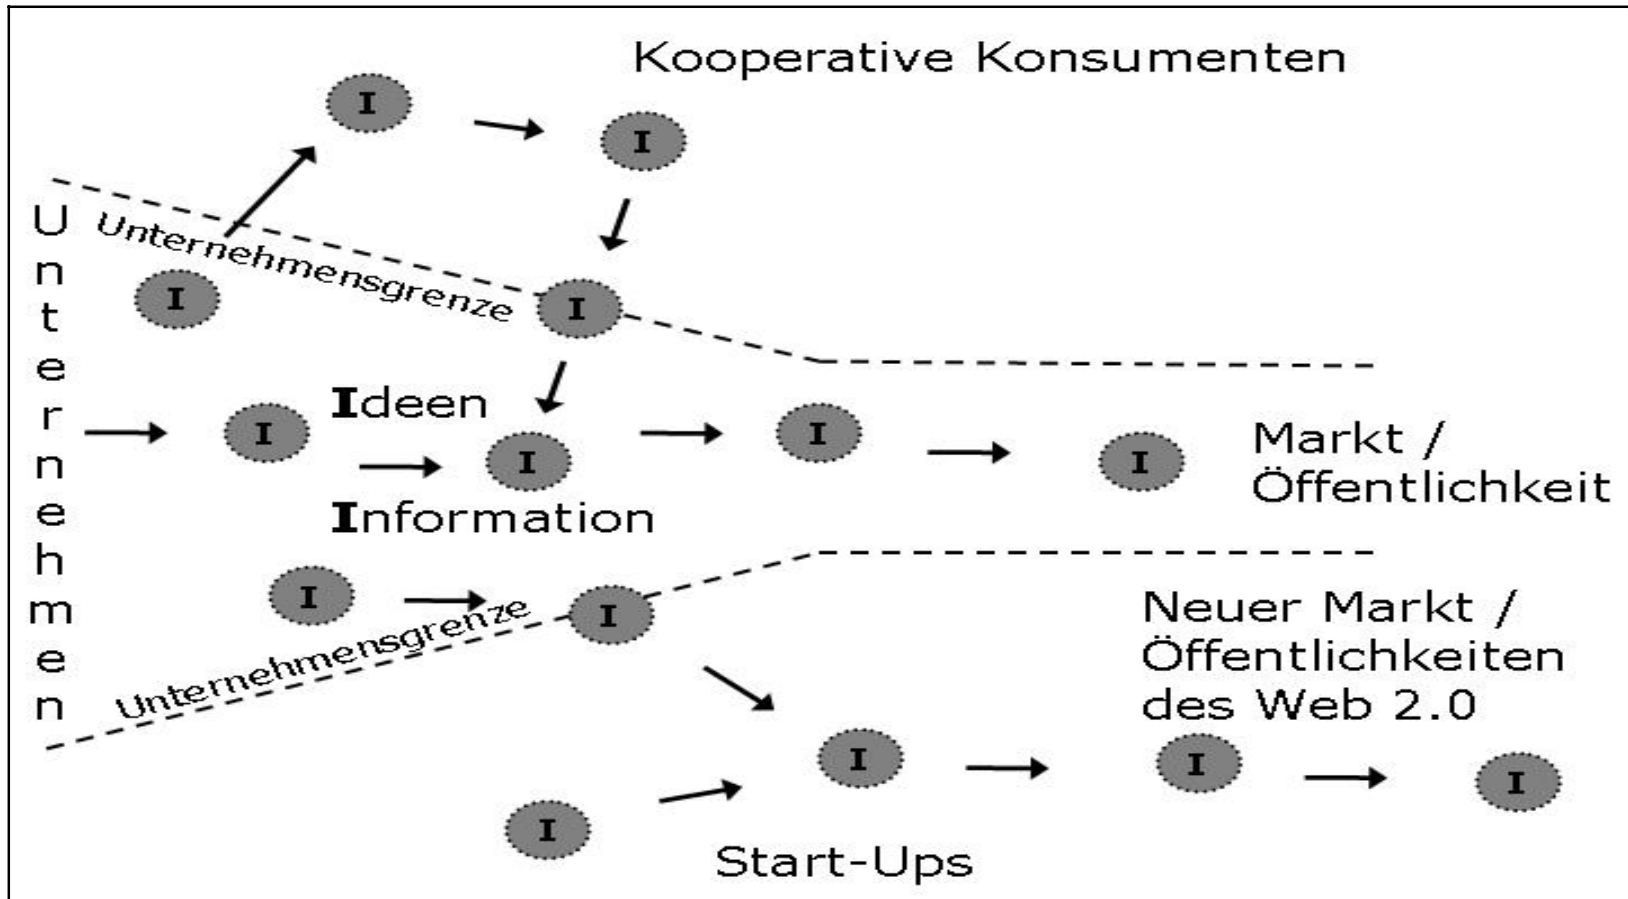 Kooperative Konsumenten
I
I
Unternehmen
Unternehmensgrenze
I
I
I
Ideen
I
I
I
Markt /
Öffentlichkeit
Information
I
Unternehmensgrenze
I
Neuer Markt /
Öffentlichkeiten
des Web 2.0
I
I
I
I
Start-Ups